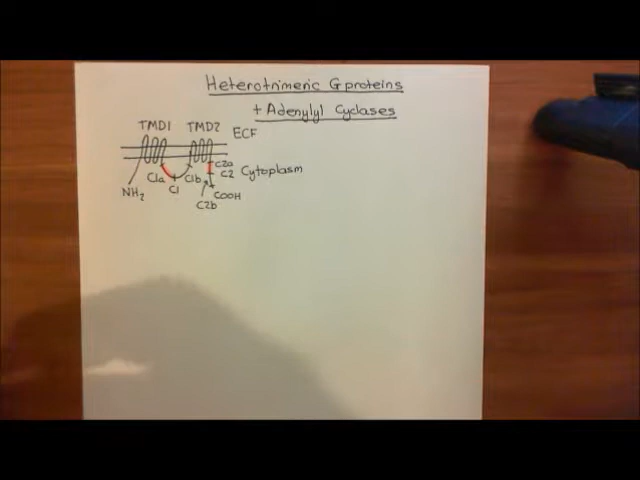 Heterotrimeric G proteins
+ Adenylyl Cyclases
TMD1 TMD2 ECF
C2a
C1a C1b C2 Cytoplasm
NH2 C1 COOH
C2b